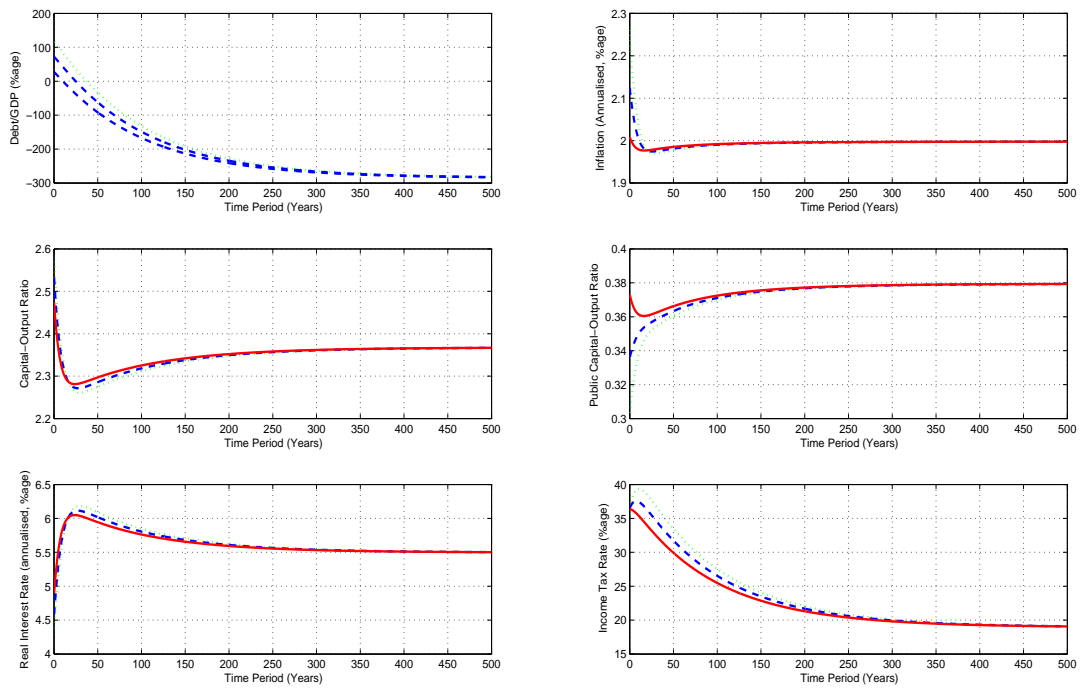 Debt/GDP (%age)
200
100
0
−100
−200
−300
0 50 100 150 200 250 300 350 400 450 500
Time Period (Years)
Inflation (Annualised, %age)
2.3
2.2
2.1
2
1.9
0 50 100 150 200 250 300 350 400 450 500
Time Period (Years)
Capital−Output Ratio
2.6
2.5
2.4
2.3
2.2
0 50 100 150 200 250 300 350 400 450 500
Time Period (Years)
Public Capital−Output Ratio
0.4
0.38
0.36
0.34
0.32
0.3
0 50 100 150 200 250 300 350 400 450 500
Time Period (Years)
Real Interest Rate (annualised, %age)
6.5
6
5.5
5
4.5
4
0 50 100 150 200 250 300 350 400 450 500
Time Period (Years)
Income Tax Rate (%age)
40
35
30
25
20
15
0 50 100 150 200 250 300 350 400 450 500
Time Period (Years)